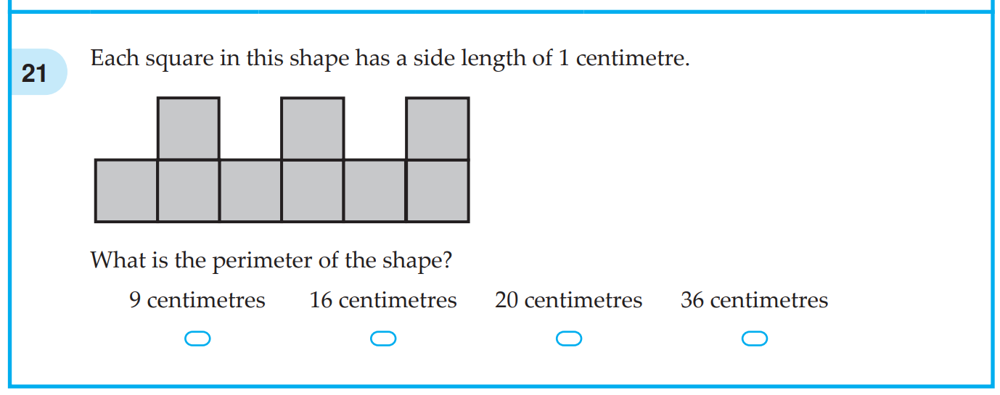 21
Each square in this shape has a side length of 1 centimetre.
What is the perimeter of the shape?
9 centimetres 16 centimetres 20 centimetres 36 centimetres